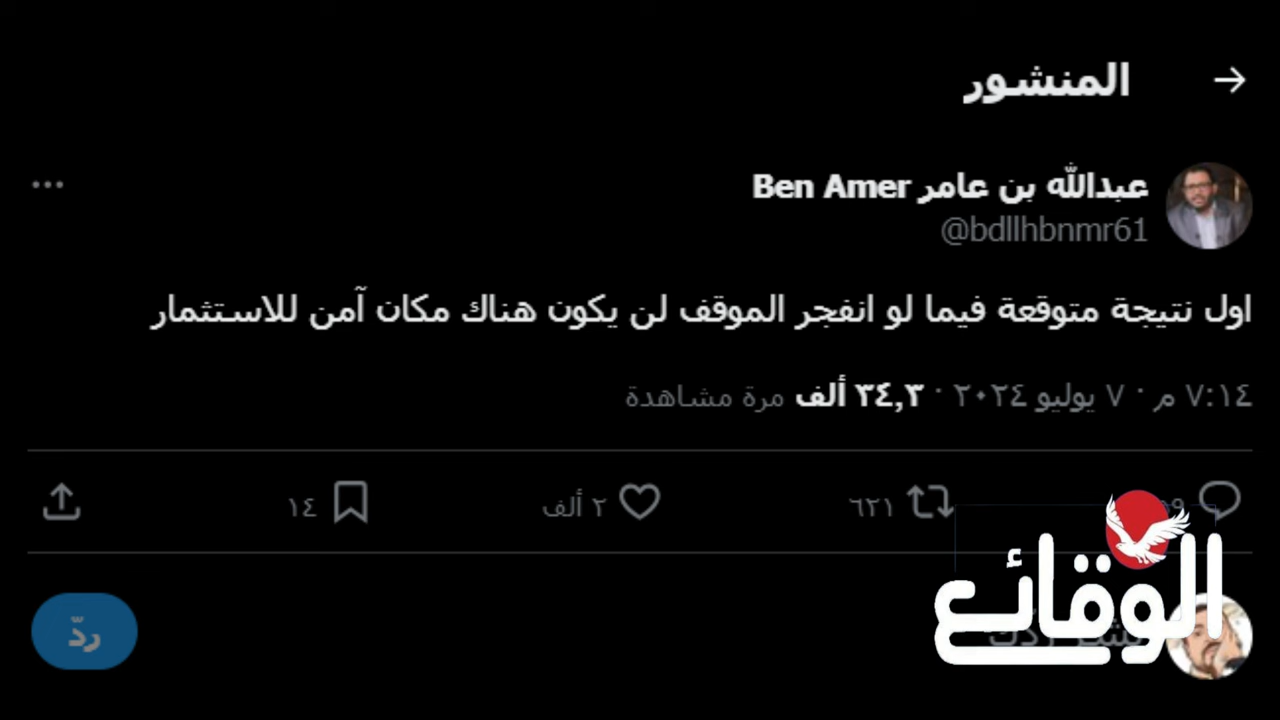 المنشور
عبدالله بن عامر Ben Amer
@bdllhbnmr61
اول نتيجة متوقعة فيما لو انفجر الموقف لن يكون هناك مكان آمن للاستثمار
٧:١٤ م · ٧ يوليو ٢٠٢٤ · ٣٤,٣ ألف مرة مشاهدة
٦٢١ ٢ ألف ١٤
الوقائع
ردّ